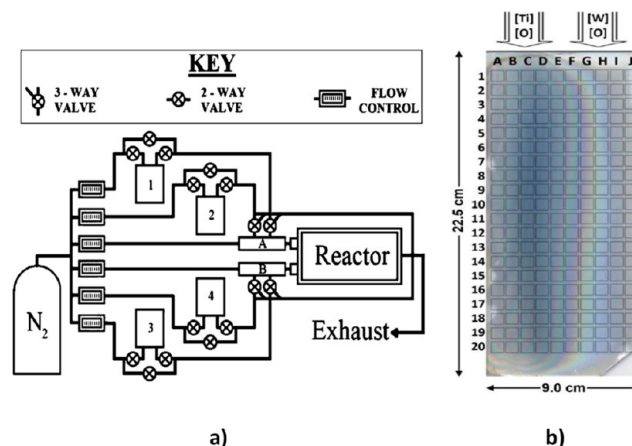 KEY
3 - WAY
VALVE
2 - WAY
VALVE
FLOW
CONTROL
1
2
A
B
Reactor
4
3
N2
Exhaust
a)
[Ti]
[O]
[W]
[O]
A B C D E F G H I J
1
2
3
4
5
6
7
8
9
10
11
12
13
14
15
16
17
18
19
20
22.5 cm
9.0 cm
b)